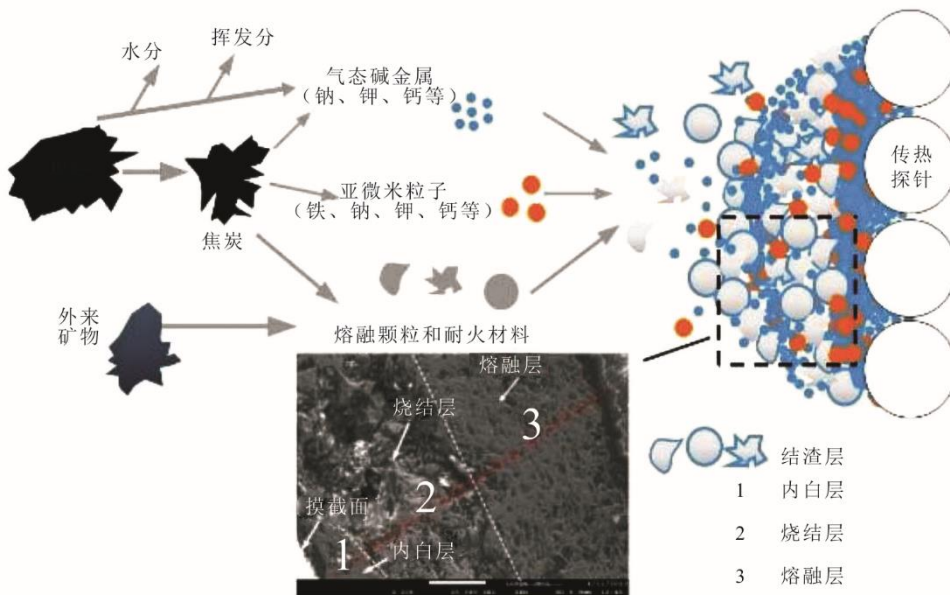 水分
挥发分
气态碱金属
（钠、钾、钙等）
亚微米粒子
（铁、钠、钾、钙等）
焦炭
外来
矿物
熔融颗粒和耐火材料
传热
探针
熔融层
烧结层
摸截面
内白层
1
2
3
结渣层
1 内白层
2 烧结层
3 熔融层